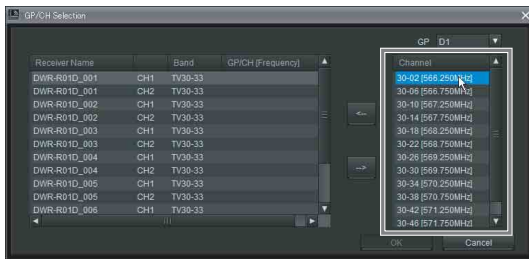 GP/CH Selection
GP D1
Receiver Name Band GP/CH [Frequency]
DWR-R01D_001 CH1 TV30-33
DWR-R01D_001 CH2 TV30-33
DWR-R01D_002 CH1 TV30-33
DWR-R01D_002 CH2 TV30-33
DWR-R01D_003 CH1 TV30-33
DWR-R01D_003 CH2 TV30-33
DWR-R01D_004 CH1 TV30-33
DWR-R01D_004 CH2 TV30-33
DWR-R01D_005 CH1 TV30-33
DWR-R01D_005 CH2 TV30-33
DWR-R01D_006 CH1 TV30-33
<--
-->
Channel
30-02 [566.250MHz]
30-06 [566.750MHz]
30-10 [567.250MHz]
30-14 [567.750MHz]
30-18 [568.250MHz]
30-22 [568.750MHz]
30-26 [569.250MHz]
30-30 [569.750MHz]
30-34 [570.250MHz]
30-38 [570.750MHz]
30-42 [571.250MHz]
30-46 [571.750MHz]
OK Cancel